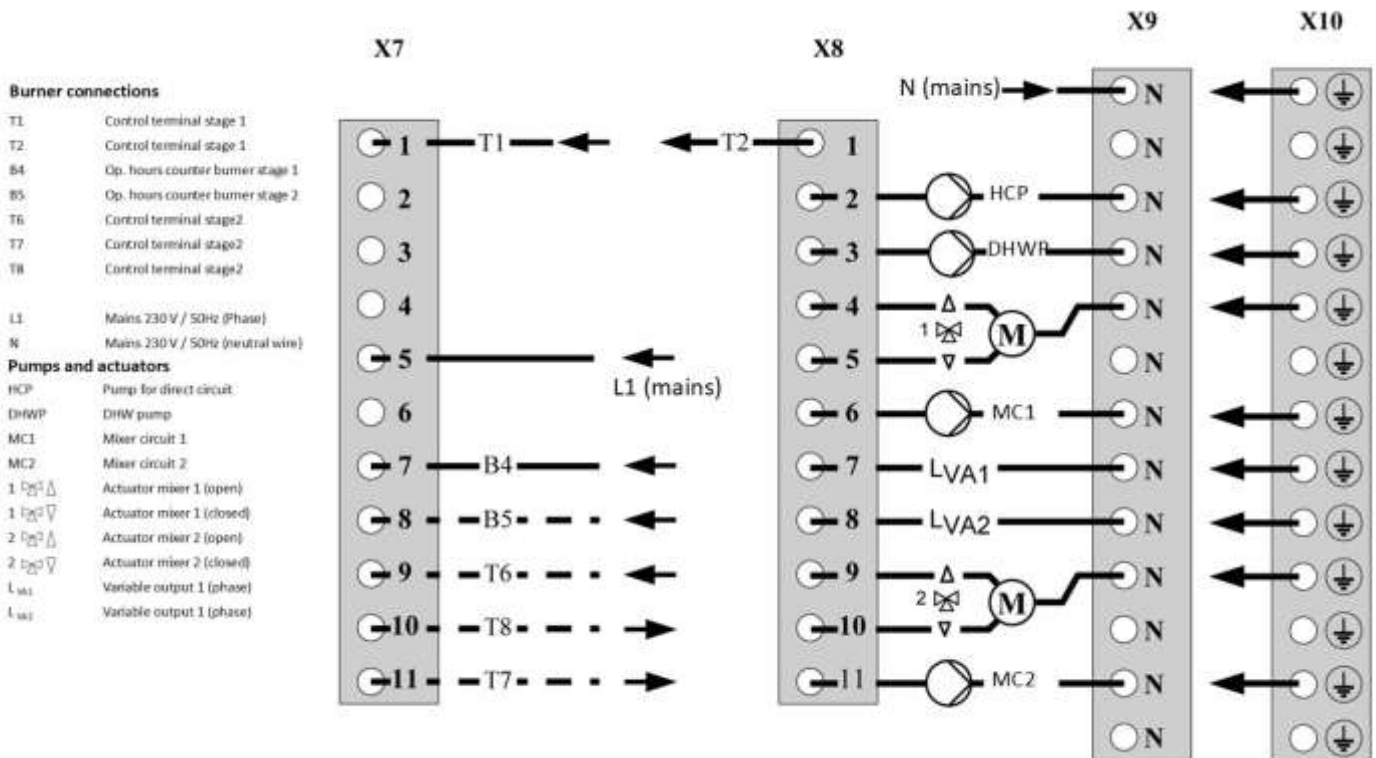 X7
X8
X9
X10
Burner connections
T1 Control terminal stage 1
T2 Control terminal stage 1
B4 Op. hours counter burner stage 1
B5 Op. hours counter burner stage 2
T6 Control terminal stage2
T7 Control terminal stage2
T8 Control terminal stage2
L1 Mains 230 V / 50Hz (Phase)
N Mains 230 V / 50Hz (neutral wire)
Pumps and actuators
HCP Pump for direct circuit
DHWP DHW pump
MC1 Mixer circuit 1
MC2 Mixer circuit 2
1 Actuator mixer 1 (open)
1 Actuator mixer 1 (closed)
2 Actuator mixer 2 (open)
2 Actuator mixer 2 (closed)
L VA1 Variable output 1 (phase)
L VA2 Variable output 1 (phase)
1 T1
2
3
4
5
L1 (mains)
6
7 B4
8 B5
9 T6
10 T8
11 T7
T2 1
2 HCP
3 DHWP
4
1 M
5
6 MC1
7 LVA1
8 LVA2
9
2 M
10
11 MC2
N (mains) N
N
N
N
N
N
N
N
N
N
N
N
N